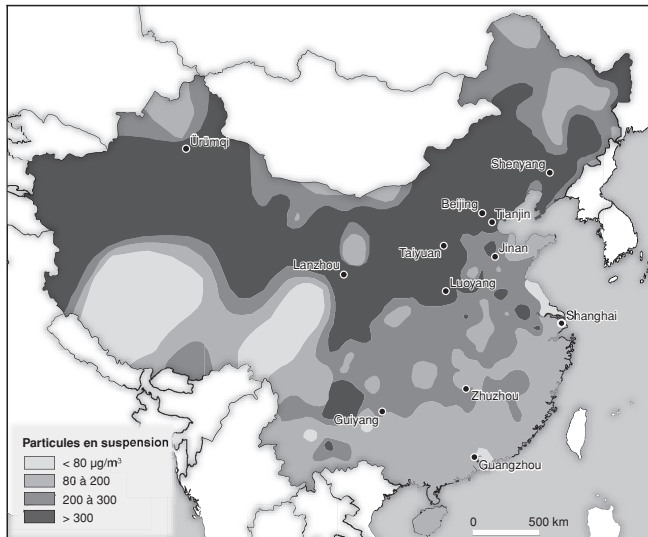 Ürümqi
Shenyang
Beijing
Tianjin
Taiyuan
Jinan
Lanzhou
Luoyang
Shanghai
Zhuzhou
Guiyang
Guangzhou
Particules en suspension
< 80 µg/m³
80 à 200
200 à 300
> 300
0 500 km